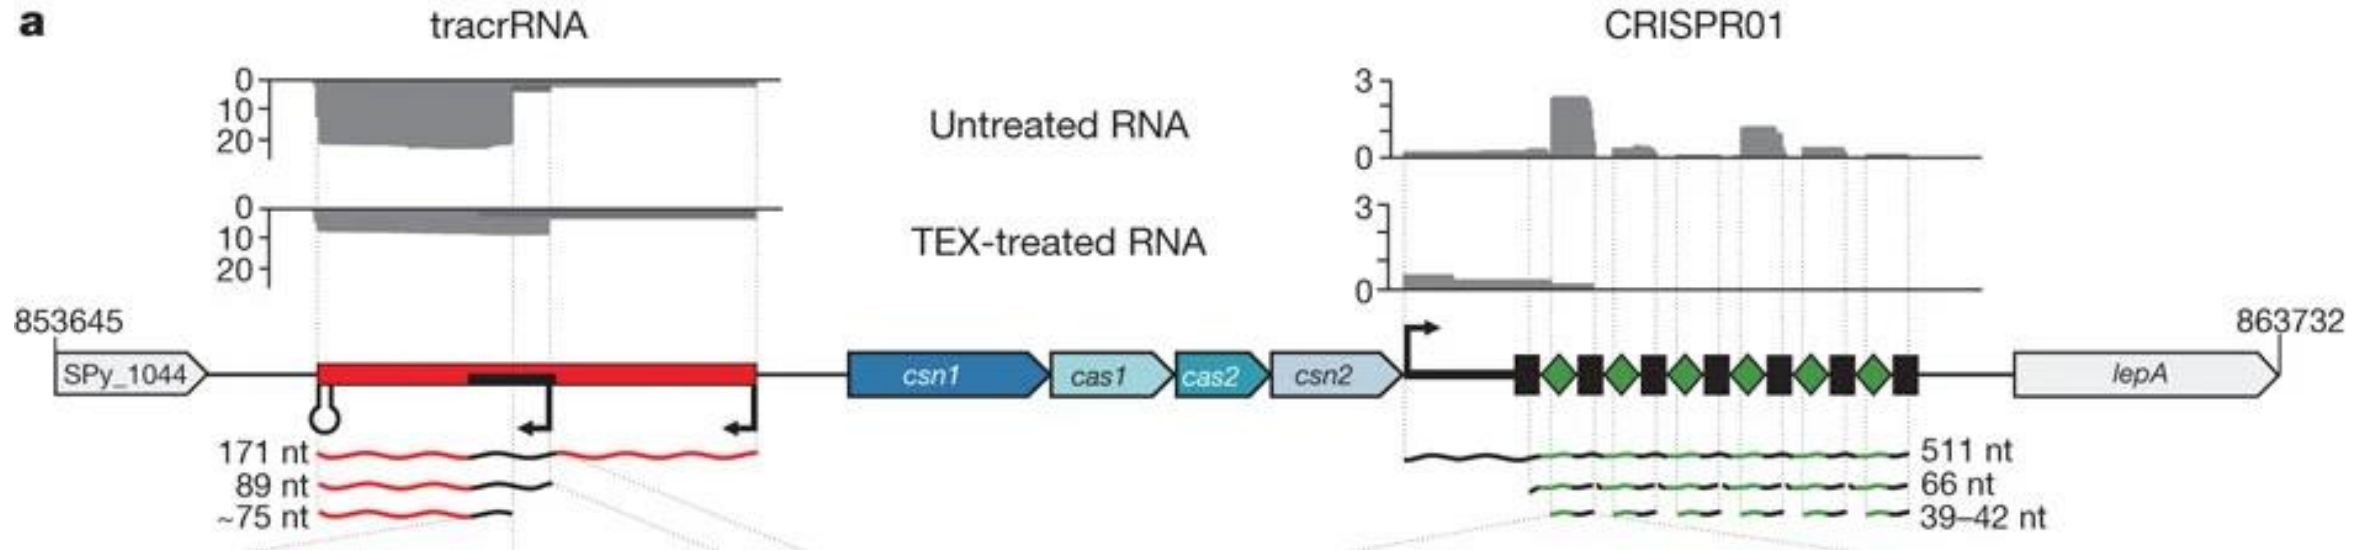 a
tracrRNA
CRISPR01
0
10
20
Untreated RNA
3
0
0
10
20
TEX-treated RNA
3
0
853645
863732
SPy_1044
csn1
cas1
cas2
csn2
lepA
171 nt
89 nt
~75 nt
511 nt
66 nt
39–42 nt